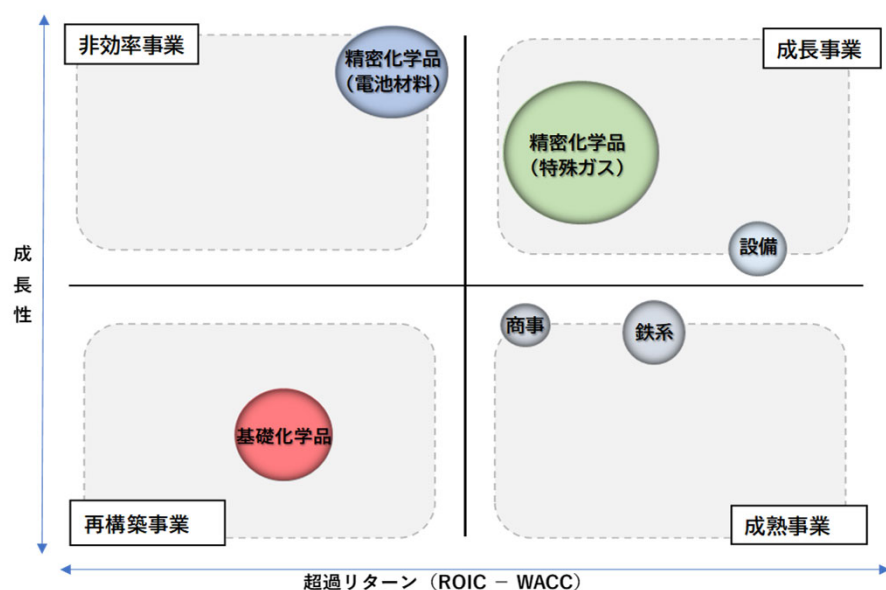 非効率事業
精密化学品
（電池材料）
成長事業
精密化学品
（特殊ガス）
設備
成長性
商事
鉄系
基礎化学品
再構築事業
成熟事業
超過リターン（ROIC － WACC）